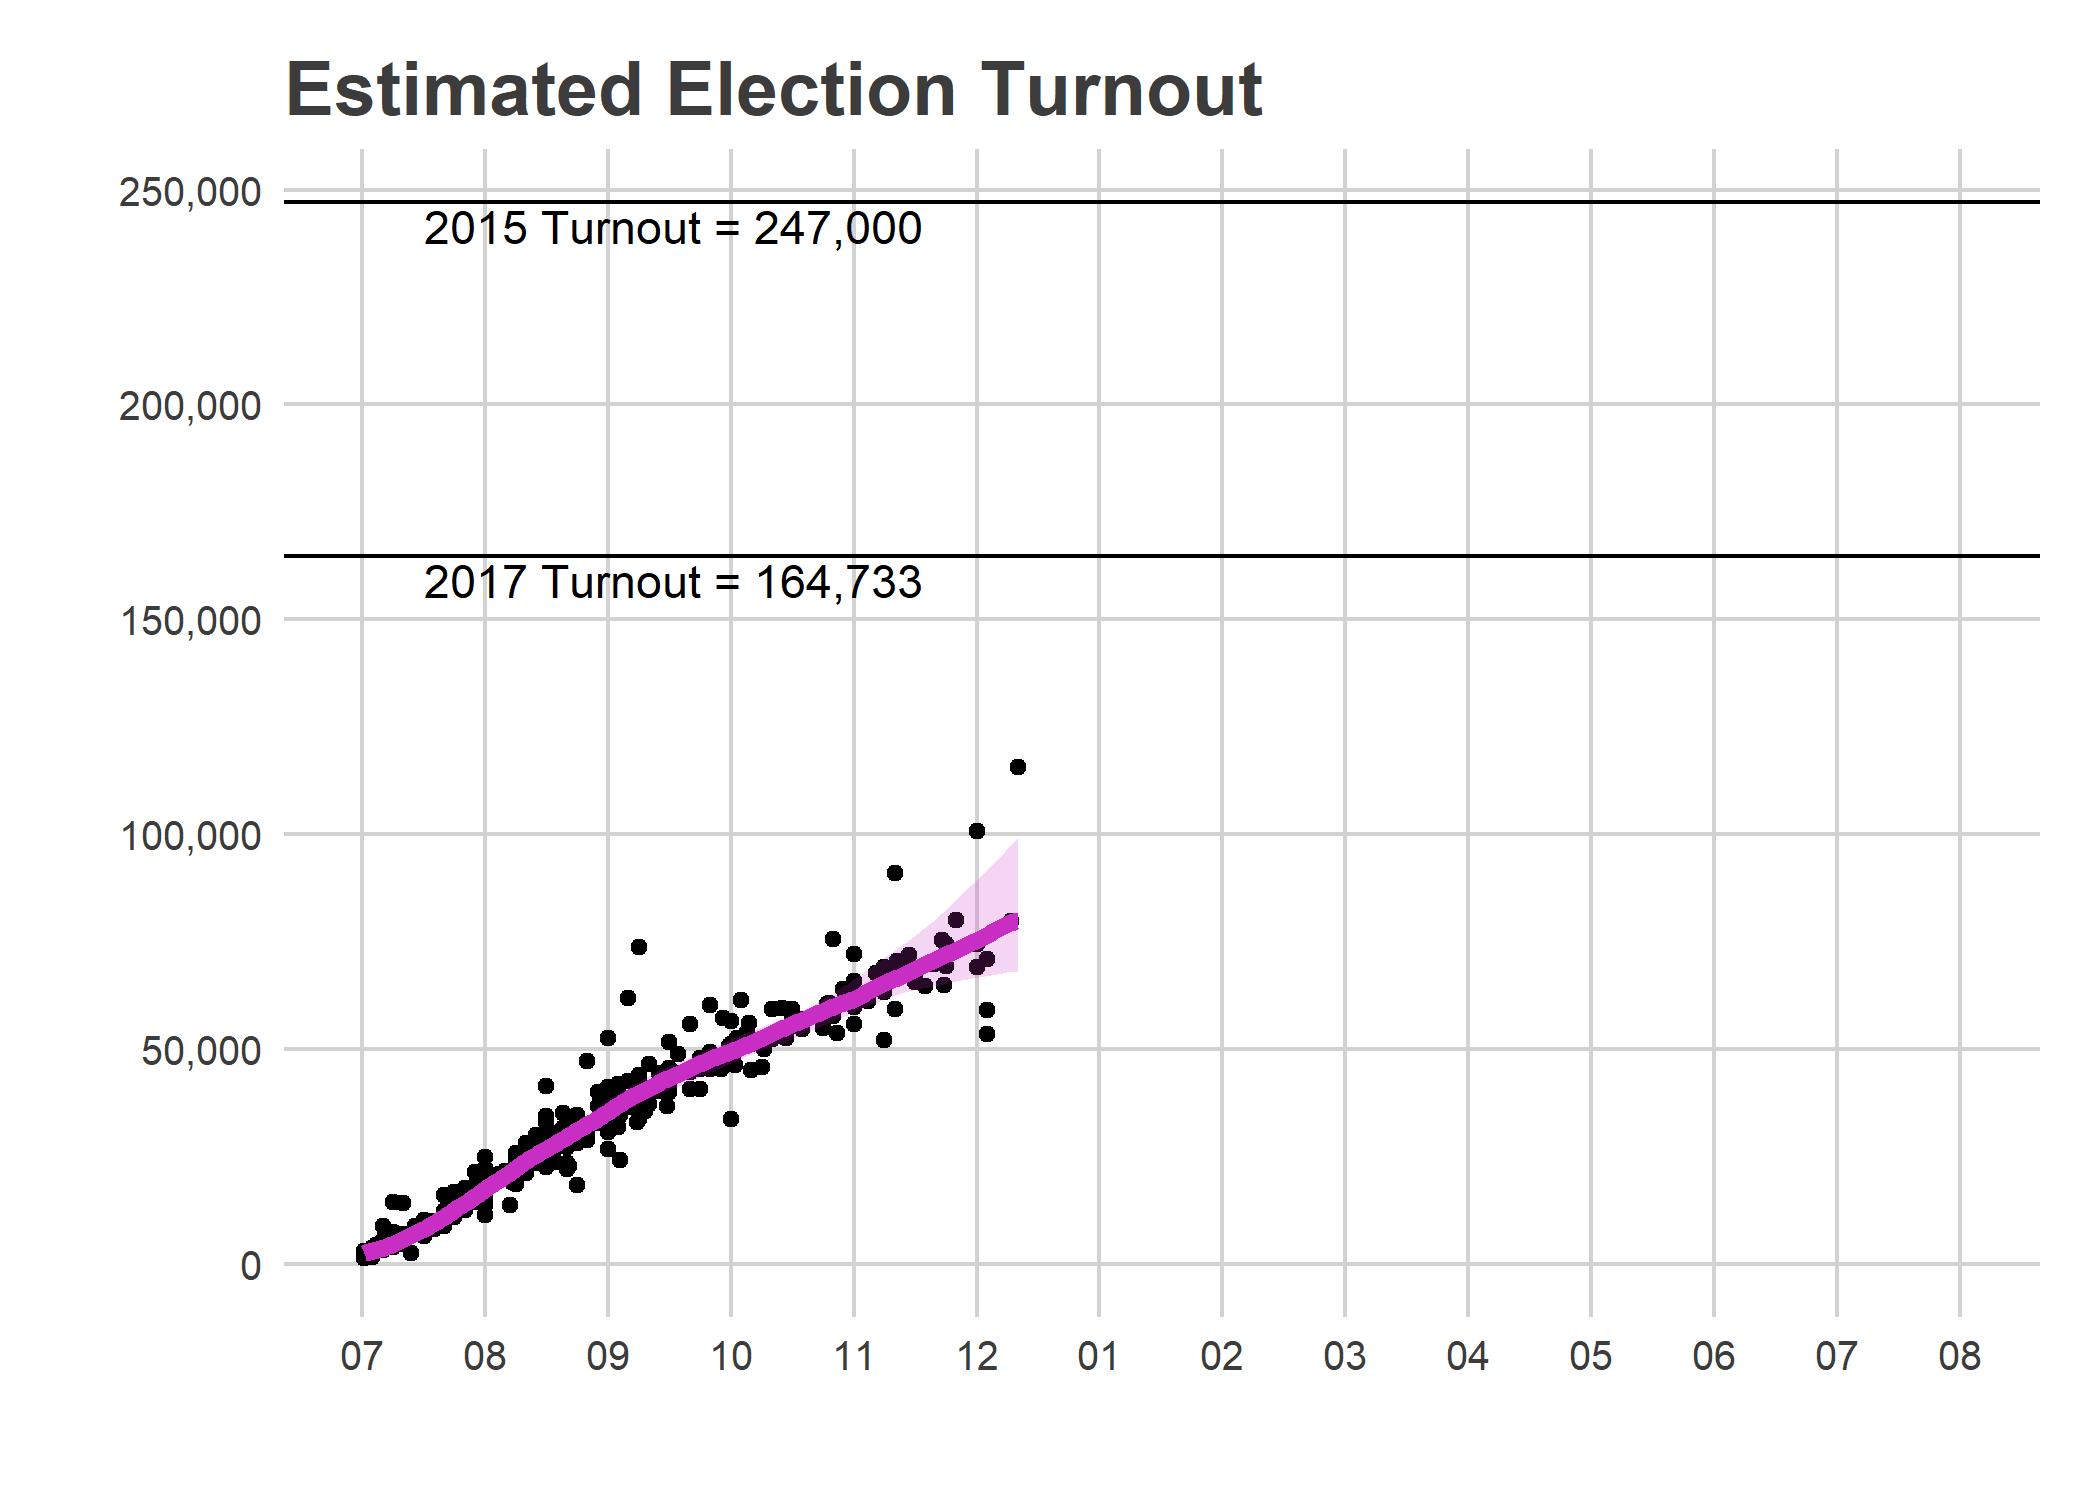 Estimated Election Turnout
250,000
2015 Turnout = 247,000
200,000
2017 Turnout = 164,733
150,000
100,000
50,000
0
07 08 09 10 11 12 01 02 03 04 05 06 07 08